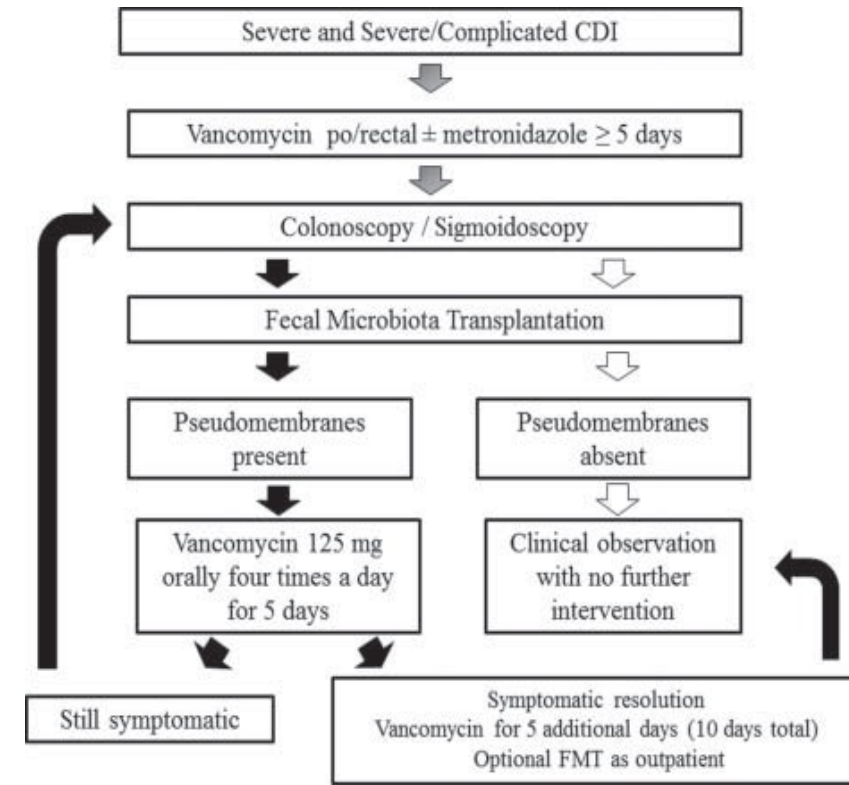 Severe and Severe/Complicated CDI
Vancomycin po/rectal ± metronidazole ≥ 5 days
Colonoscopy / Sigmoidoscopy
Fecal Microbiota Transplantation
Pseudomembranes
present
Pseudomembranes
absent
Vancomycin 125 mg
orally four times a day
for 5 days
Clinical observation
with no further
intervention
Still symptomatic
Symptomatic resolution
Vancomycin for 5 additional days (10 days total)
Optional FMT as outpatient